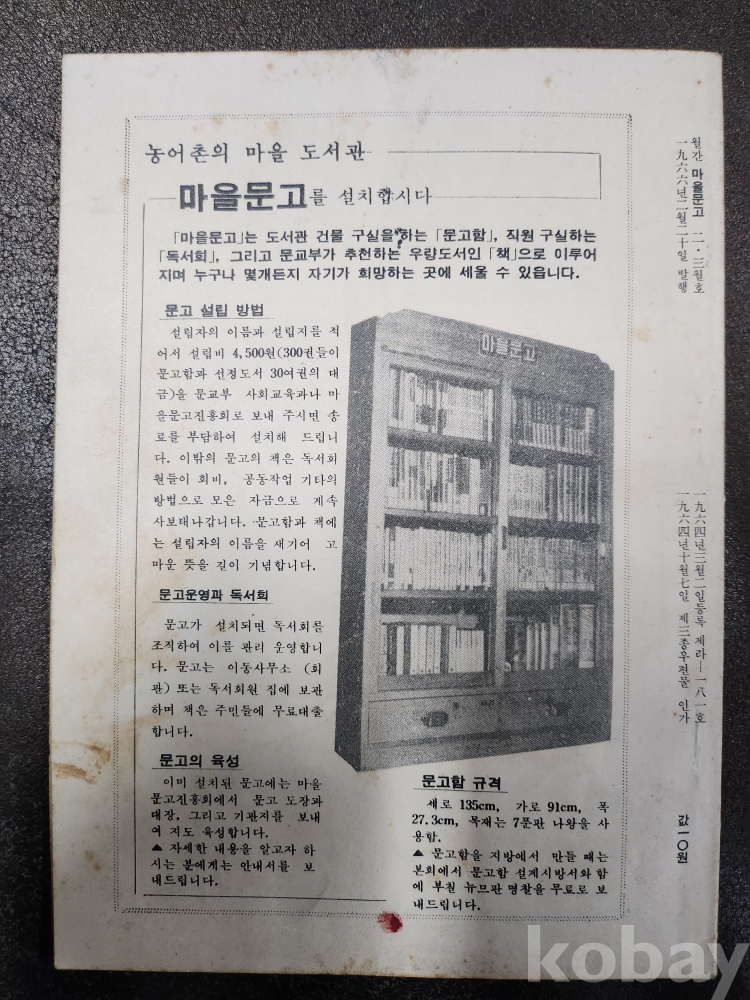 농어촌의 마을 도서관
마을문고를 설치합시다
「마을문고」는 도서관 건물 구실을 하는 「문고함」, 직원 구실하는
「독서회」, 그리고 문교부가 추천하는 우량도서인 「책」으로 이루어
지며 누구나 몇개든지 자기가 희망하는 곳에 세울 수 있읍니다.
문고 설립 방법
설립자의 이름과 설립지를 적
어서 설립비 4,500원(300권들이
문고함과 선정도서 30여권의 대
금)을 문교부 사회교육과나 마
을문고진흥회로 보내 주시면 송
료를 부담하여 설치해 드립니
다. 이밖의 문고의 책은 독서회
원들이 회비, 공동작업 기타의
방법으로 모은 자금으로 계속
사보태나갑니다. 문고함과 책에
는 설립자의 이름을 새기어 고
마운 뜻을 길이 기념합니다.
문고운영과 독서회
문고가 설치되면 독서회를
조직하여 이를 관리 운영합니
다. 문고는 이동사무소 (회
관) 또는 독서회원 집에 보관
하며 책은 주민들에 무료대출
합니다.
문고의 육성
이미 설치된 문고에는 마을
문고진흥회에서 문고 도장과
대장, 그리고 기관지를 보내
여 지도 육성합니다.
▲ 자세한 내용을 알고자 하
시는 분에게는 안내서를 보
내드립니다.
마을문고
문고함 규격
세로 135cm, 가로 91cm, 폭
27.3cm, 목재는 7푼판 나왕을 사
용함.
▲ 문고함을 지방에서 만들 때는
본회에서 문고함 설계시방서와 함
에 부칠 뉴므판 명찰을 무료로 보
내드립니다.
월간 마을문고 二·三월호
一九六六년二월二十일 발행
一九六四년三월二일등록 제라—一八一호
一九六四년十월七일 제三종우편물 인가
값一〇원
kobay